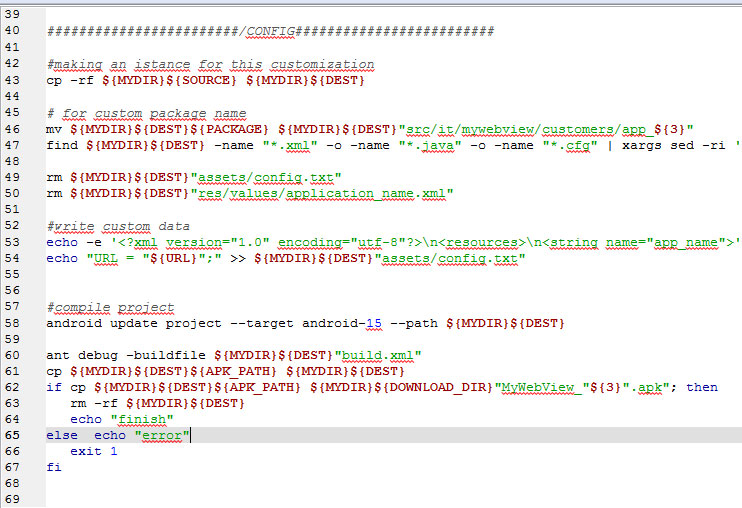 39
40 ########################/CONFIG#########################
41
42 #making an istance for this customization
43 cp -rf ${MYDIR}${SOURCE} ${MYDIR}${DEST}
44
45 # for custom package name
46 mv ${MYDIR}${DEST}${PACKAGE} ${MYDIR}${DEST}"src/it/mywebview/customers/app_${3}"
47 find ${MYDIR}${DEST} -name "*.xml" -o -name "*.java" -o -name "*.cfg" | xargs sed -ri '
48
49 rm ${MYDIR}${DEST}"assets/config.txt"
50 rm ${MYDIR}${DEST}"res/values/application_name.xml"
51
52 #write custom data
53 echo -e '<?xml version="1.0" encoding="utf-8"?>\n<resources>\n<string name="app_name">'
54 echo "URL = "${URL}";" >> ${MYDIR}${DEST}"assets/config.txt"
55
56
57 #compile project
58 android update project --target android-15 --path ${MYDIR}${DEST}
59
60 ant debug -buildfile ${MYDIR}${DEST}"build.xml"
61 cp ${MYDIR}${DEST}${APK_PATH} ${MYDIR}${DEST}
62 if cp ${MYDIR}${DEST}${APK_PATH} ${MYDIR}${DOWNLOAD_DIR}"MyWebView_"${3}".apk"; then
63    rm -rf ${MYDIR}${DEST}
64    echo "finish"
65 else  echo "error"
66    exit 1
67 fi
68
69